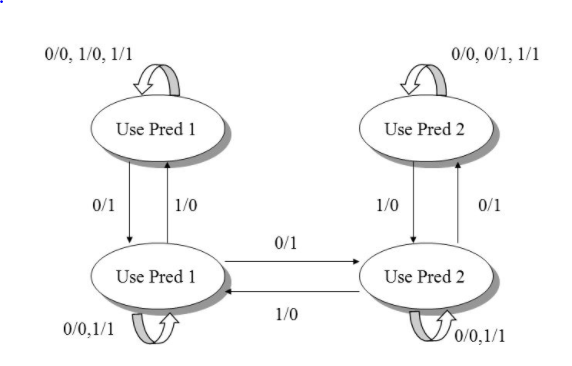 0/0, 1/0, 1/1
0/0, 0/1, 1/1
Use Pred 1
Use Pred 2
0/1
1/0
1/0
0/1
0/1
Use Pred 1
Use Pred 2
1/0
0/0,1/1
0/0,1/1